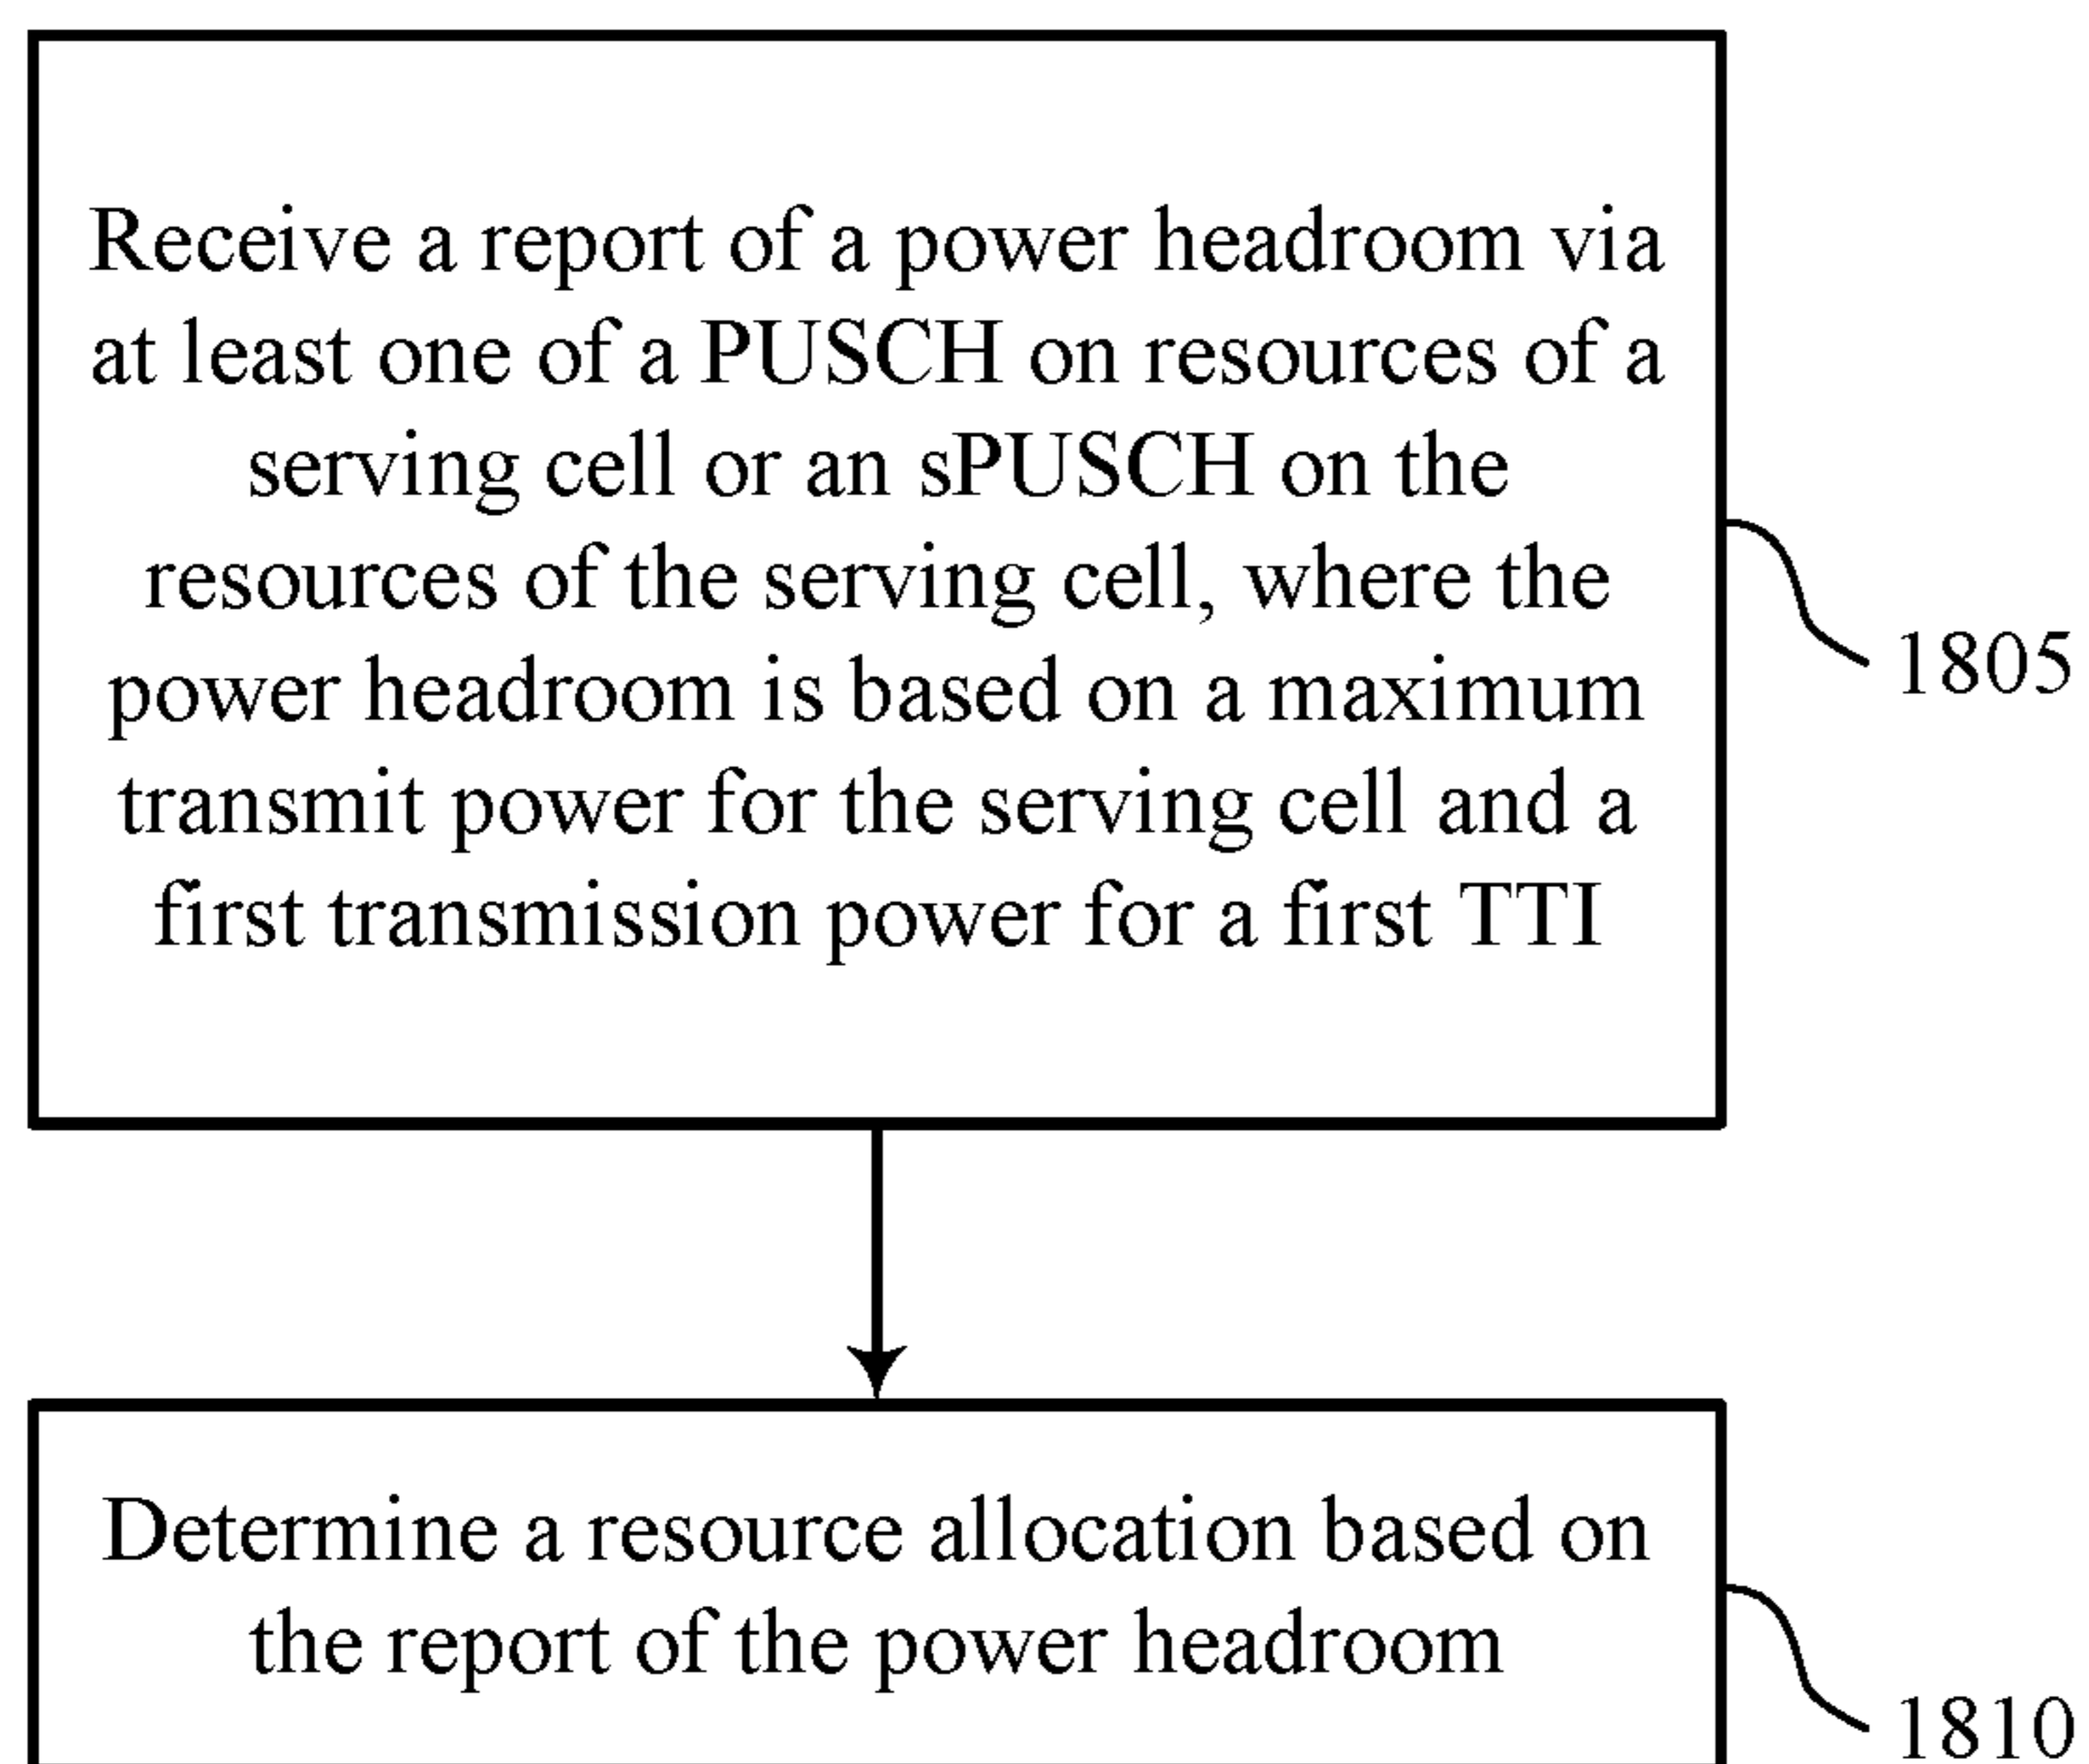 Receive a report of a power headroom via
at least one of a PUSCH on resources of a
serving cell or an sPUSCH on the
resources of the serving cell, where the
power headroom is based on a maximum
transmit power for the serving cell and a
first transmission power for a first TTI
1805
Determine a resource allocation based on
the report of the power headroom
1810